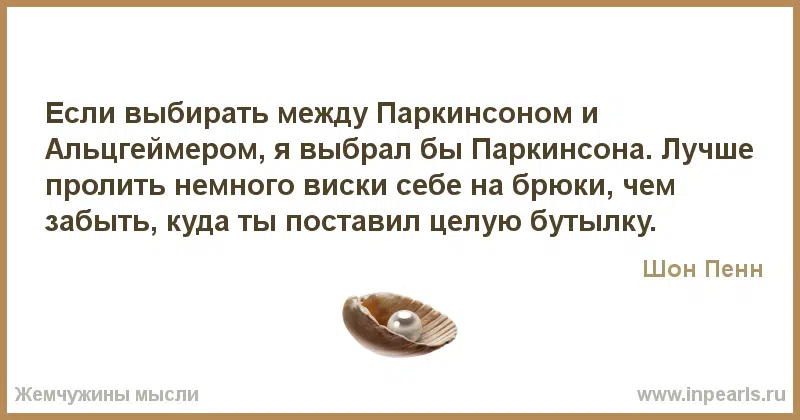 Если выбирать между Паркинсоном и
Альцгеймером, я выбрал бы Паркинсона. Лучше
пролить немного виски себе на брюки, чем
забыть, куда ты поставил целую бутылку.
Шон Пенн
Жемчужины мысли
www.inpearls.ru